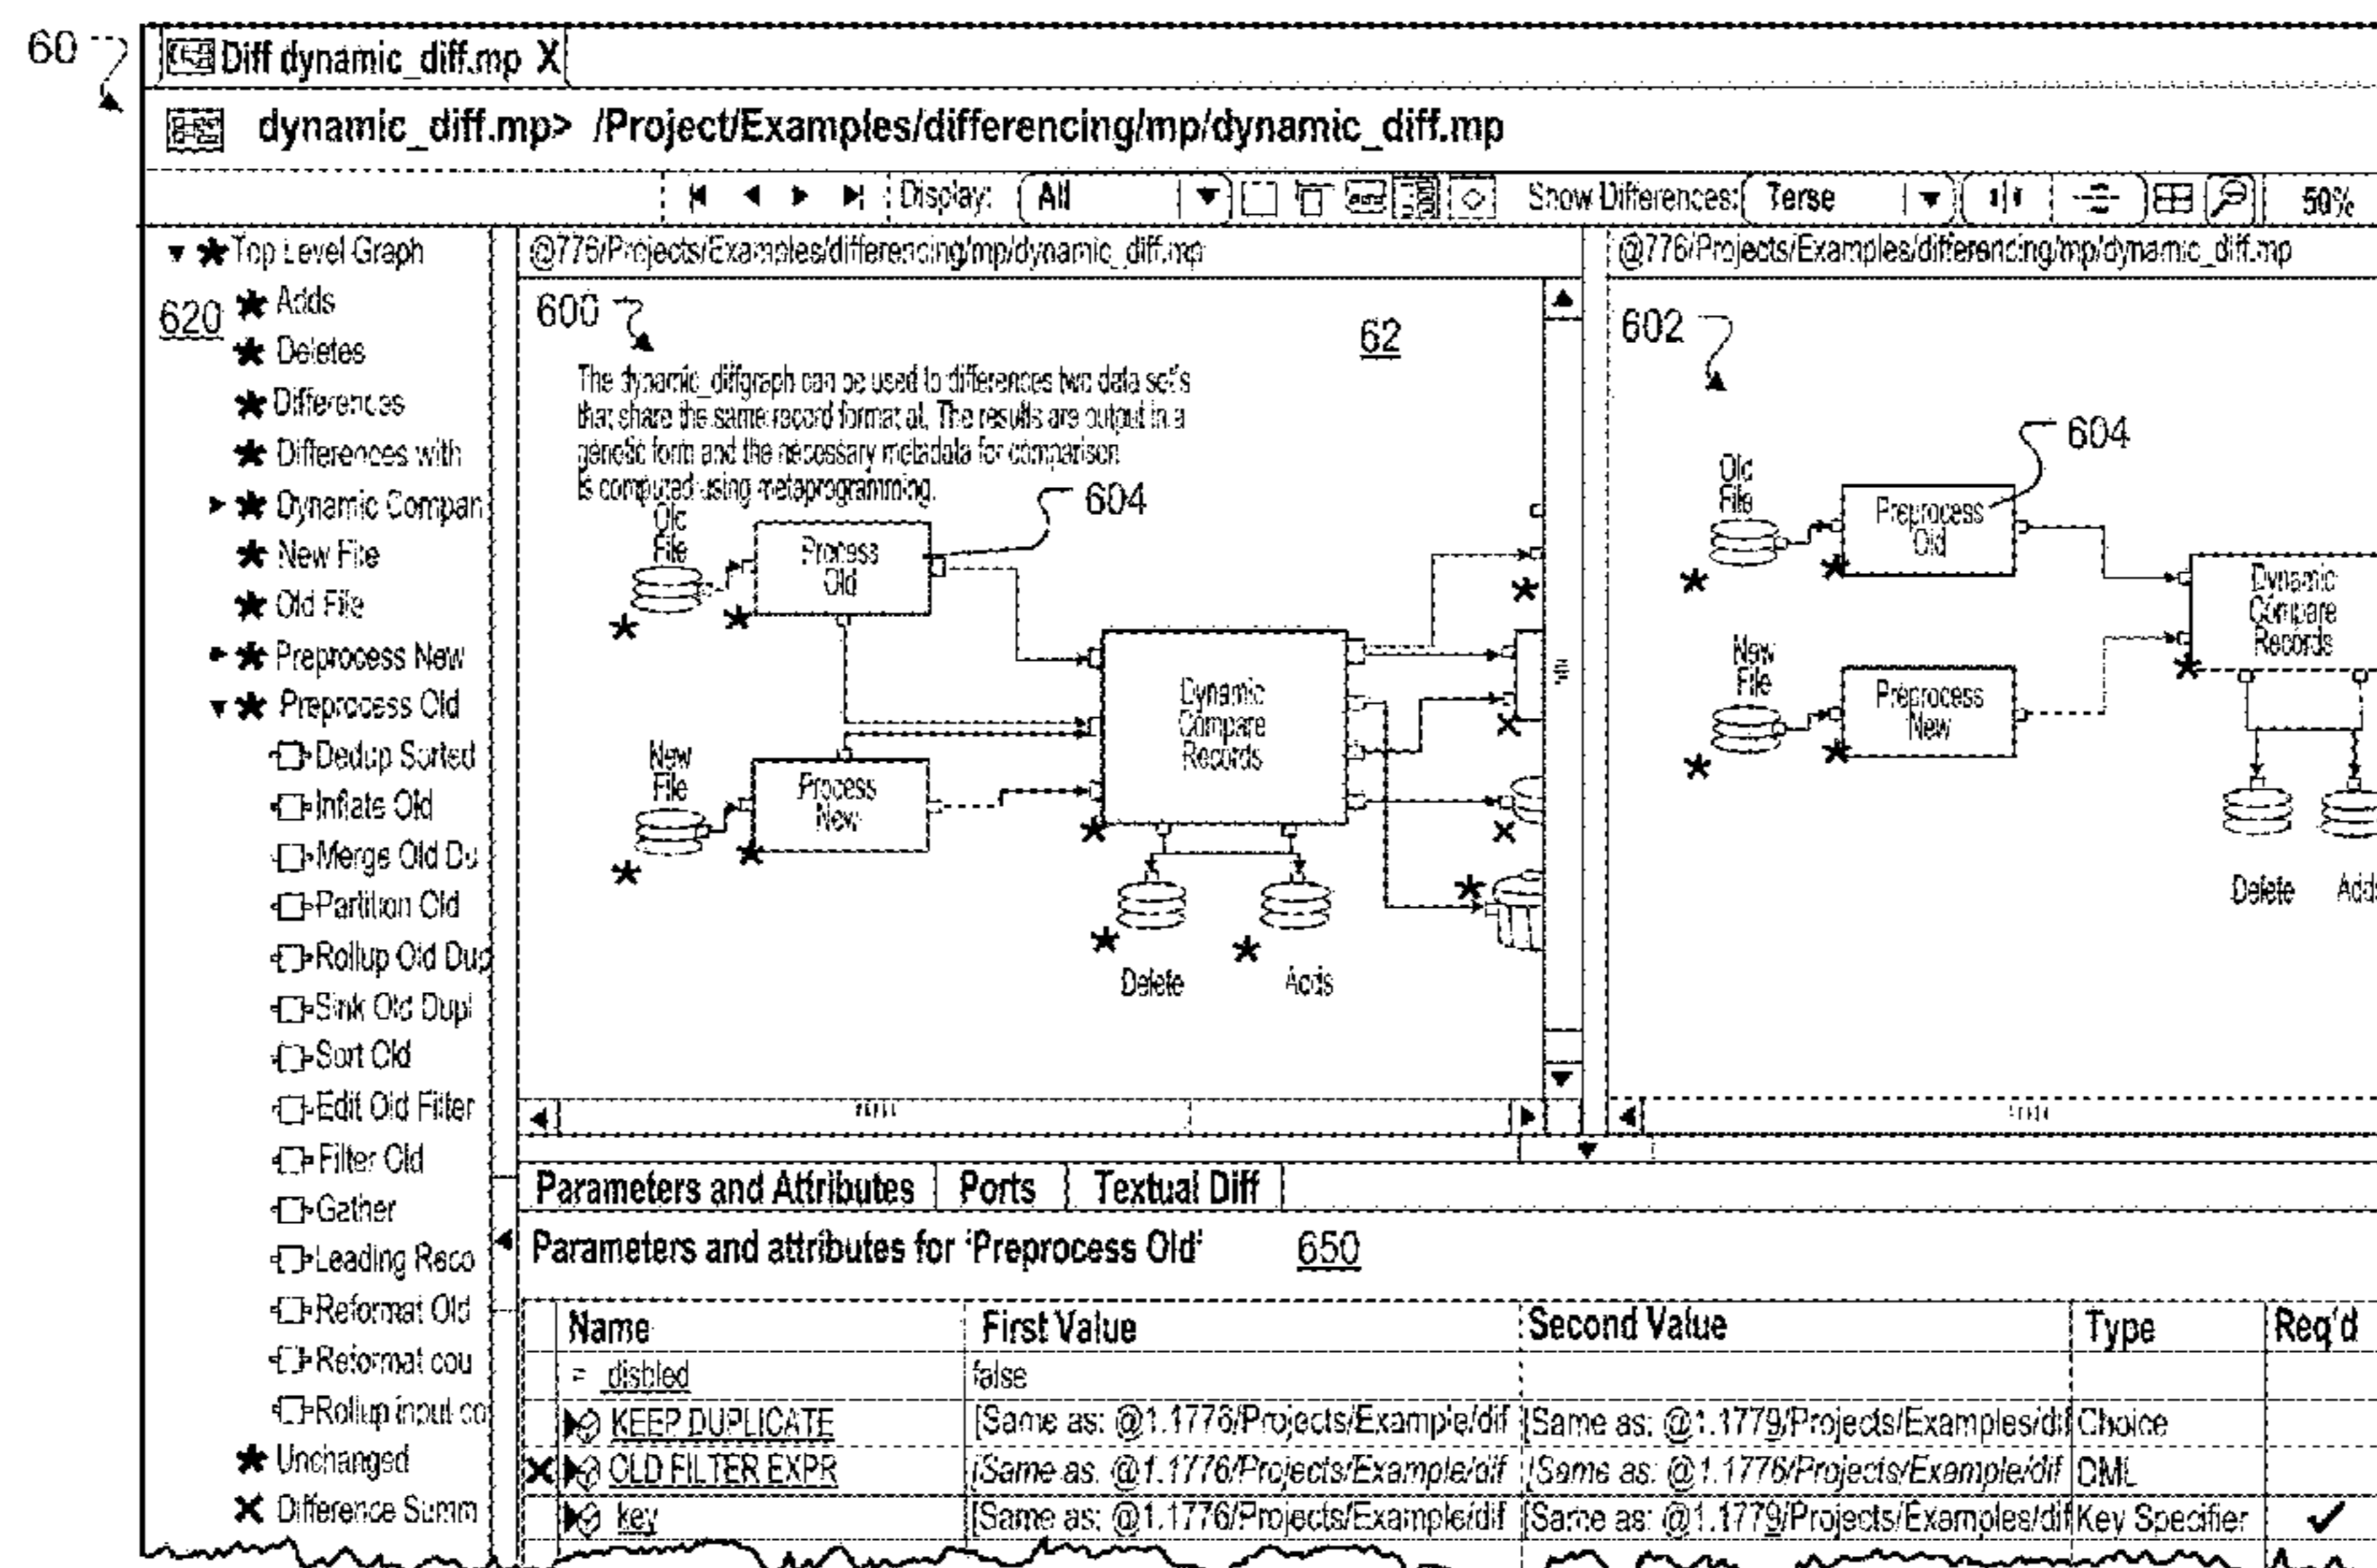 60
Diff dynamic_diff.mp X
dynamic_diff.mp> /Project/Examples/differencing/mp/dynamic_diff.mp
Display: All Show Differences: Terse 50%
Top Level Graph
620
Adds
Deletes
Differences
Differences with
Dynamic Compan
New File
Old File
Preprocess New
Preprocess Old
Dedup Sorted
Inflate Old
Merge Old Du
Partition Old
Rollup Old Dup
Sink Old Dupl
Sort Old
Edit Old Filter
Filter Old
Gather
Leading Reco
Reformat Old
Reformat cou
Rollup input co
Unchanged
Difference Summ
@776/Projects/Examples/differencing/mp/dynamic_diff.mp
600
62
The dynamic_diffgraph can be used to differences two data set's
that share the same record format at. The results are output in a
genetic form and the necessary metadata for comparison
is computed using metaprogramming.
604
Old
File
Process
Old
New
File
Process
New
Dynamic
Compare
Records
Delete
Adds
@776/Projects/Examples/differencing/mp/dynamic_diff.mp
602
604
Old
File
Preprocess
Old
New
File
Preprocess
New
Dynamic
Compare
Records
Delete
Adds
Parameters and Attributes Ports Textual Diff
Parameters and attributes for 'Preprocess Old' 650
Name First Value Second Value Type Req'd
= disbled false
KEEP DUPLICATE [Same as: @1.1776/Projects/Example/dif [Same as: @1.1779/Projects/Examples/dif Choice
X OLD FILTER EXPR [Same as: @1.1776/Projects/Example/dif [Same as: @1.1776/Projects/Example/dif DML
key [Same as: @1.1776/Projects/Example/dif [Same as: @1.1779/Projects/Examples/dif Key Specifier ✓